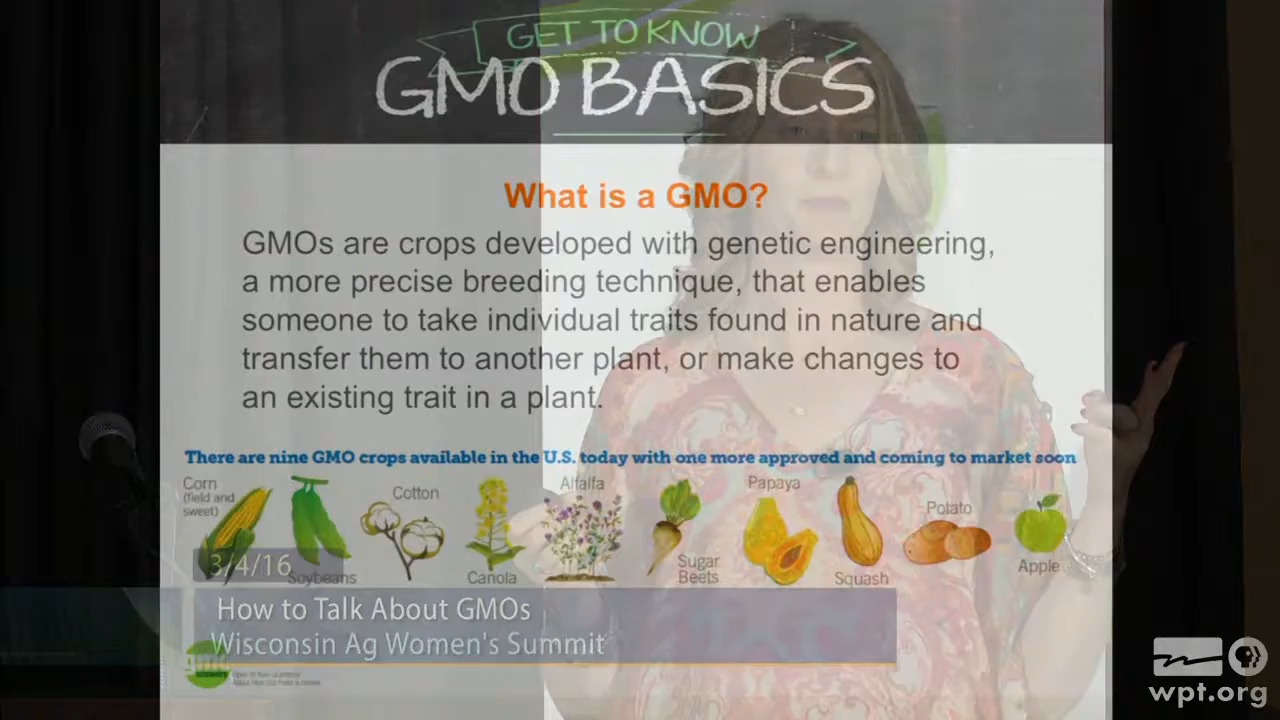 GET TO KNOW
GMO BASICS
What is a GMO?
GMOs are crops developed with genetic engineering,
a more precise breeding technique, that enables
someone to take individual traits found in nature and
transfer them to another plant, or make changes to
an existing trait in a plant.
There are nine GMO crops available in the U.S. today with one more approved and coming to market soon
Corn
(field and
sweet)
Soybeans
Cotton
Canola
Alfalfa
Sugar
Beets
Papaya
Squash
Potato
Apple
3/4/16
How to Talk About GMOs
Wisconsin Ag Women's Summit
gmo
answers
wpt.org